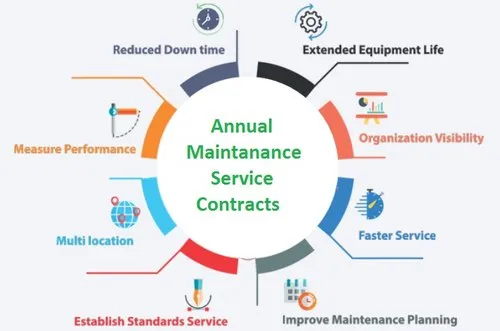 Reduced Down time
Extended Equipment Life
Measure Performance
Organization Visibility
Annual
Maintanance
Service
Contracts
Multi location
Faster Service
Establish Standards Service
Improve Maintenance Planning